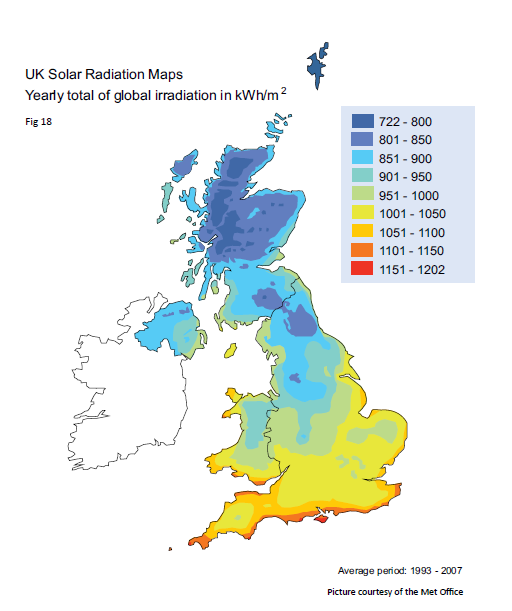 UK Solar Radiation Maps
Yearly total of global irradiation in kWh/m2
Fig 18
722 - 800
801 - 850
851 - 900
901 - 950
951 - 1000
1001 - 1050
1051 - 1100
1101 - 1150
1151 - 1202
Average period: 1993 - 2007
Picture courtesy of the Met Office